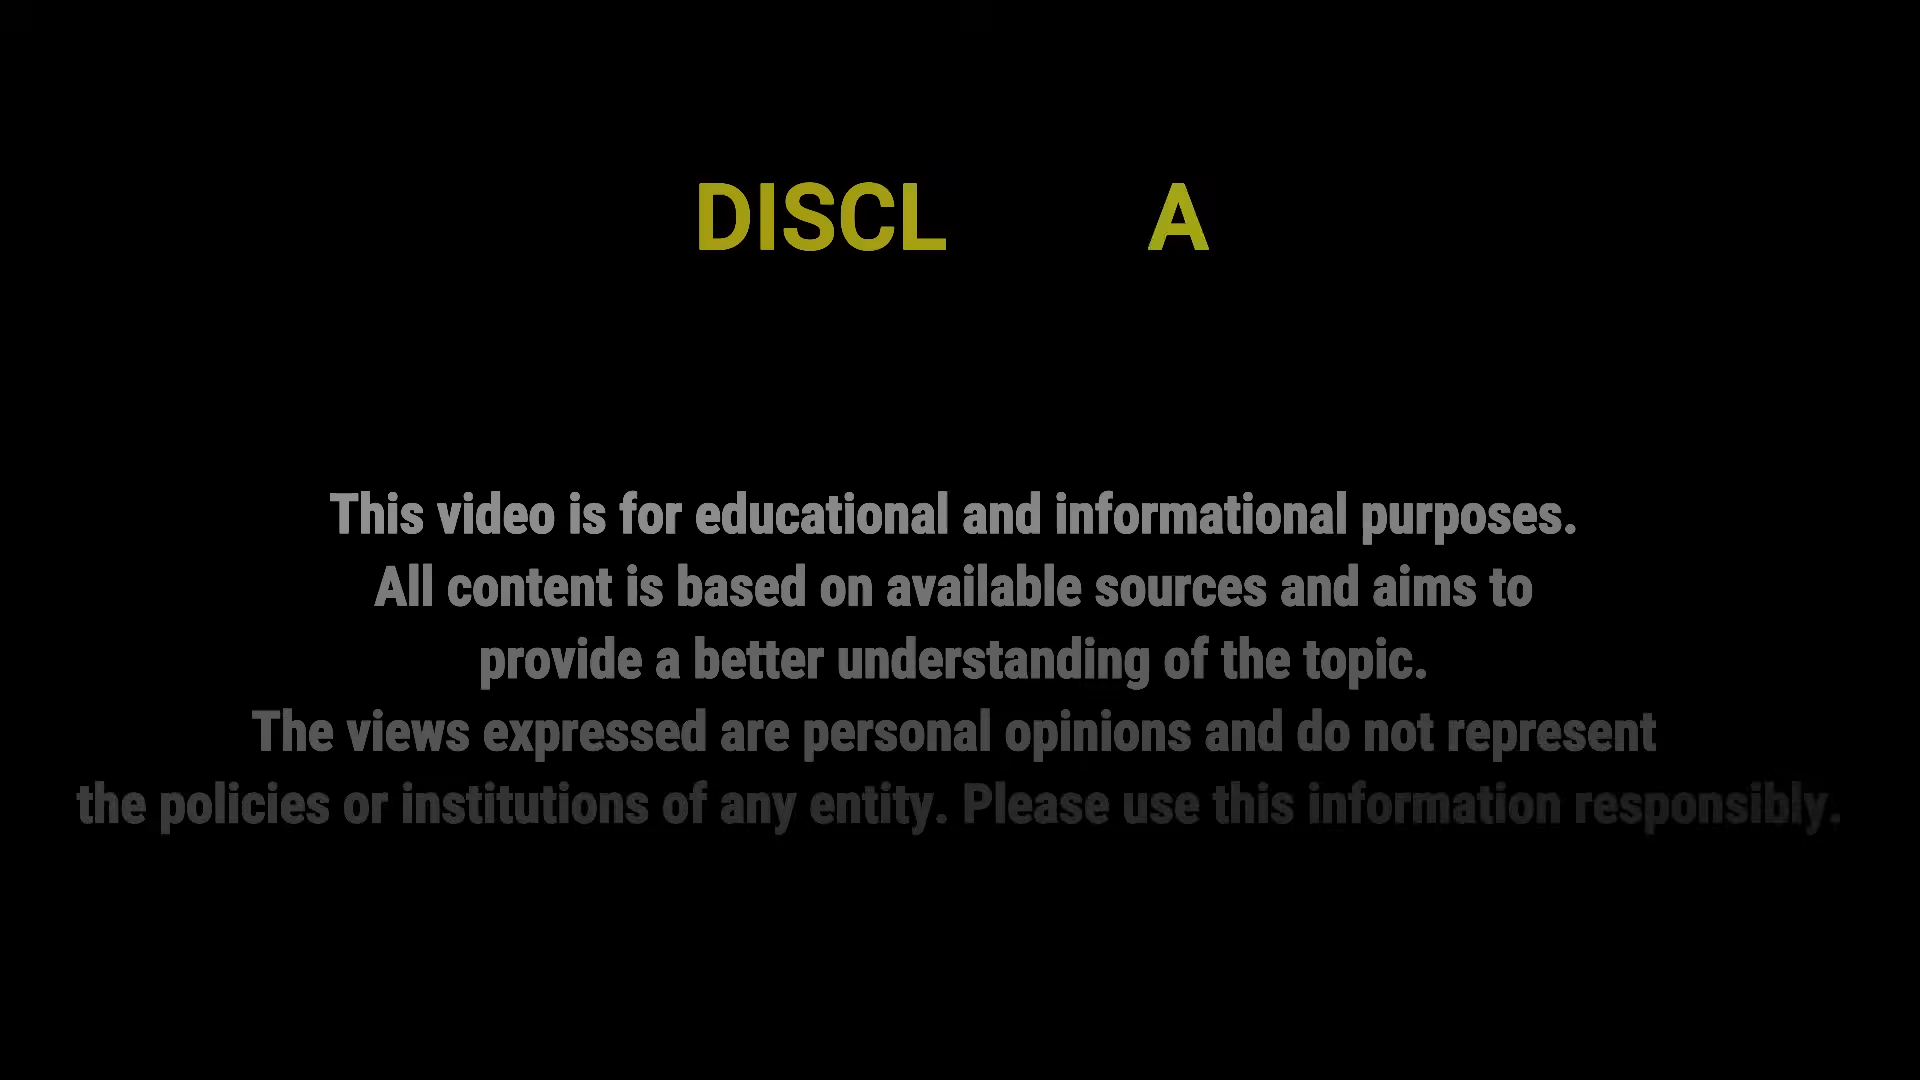 DISCL A
This video is for educational and informational purposes.
All content is based on available sources and aims to
provide a better understanding of the topic.
The views expressed are personal opinions and do not represent
the policies or institutions of any entity. Please use this information responsibly.